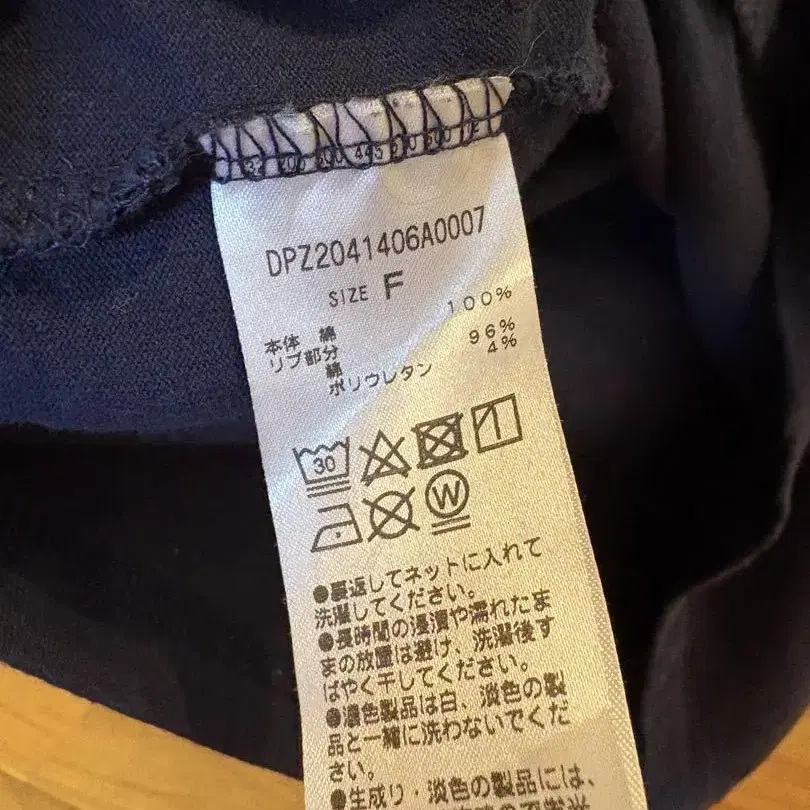 DPZ2041406A0007
SIZE F
本体 綿 100%
リブ部分
綿 96%
ポリウレタン 4%
30
F W
●裏返してネットに入れて
洗濯してください。
●長時間の浸漬や濡れたま
まの放置は避け、洗濯後す
ばやく干してください。
●濃色製品は白、淡色の製
品と一緒に洗わないでくだ
さい。
●生成り・淡色の製品には、